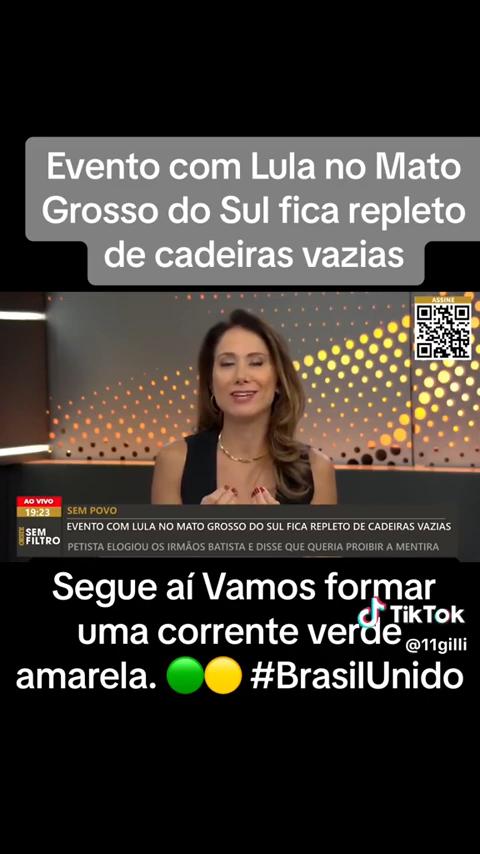 Evento com Lula no Mato
Grosso do Sul fica repleto
de cadeiras vazias
ASSINE
AO VIVO
19:23
OESTE
SEM
FILTRO
SEM POVO
EVENTO COM LULA NO MATO GROSSO DO SUL FICA REPLETO DE CADEIRAS VAZIAS
PETISTA ELOGIOU OS IRMÃOS BATISTA E DISSE QUE QUERIA PROIBIR A MENTIRA
Segue aí Vamos formar
uma corrente verde
amarela. 🟢🟡 #BrasilUnido
TikTok
@11gilli